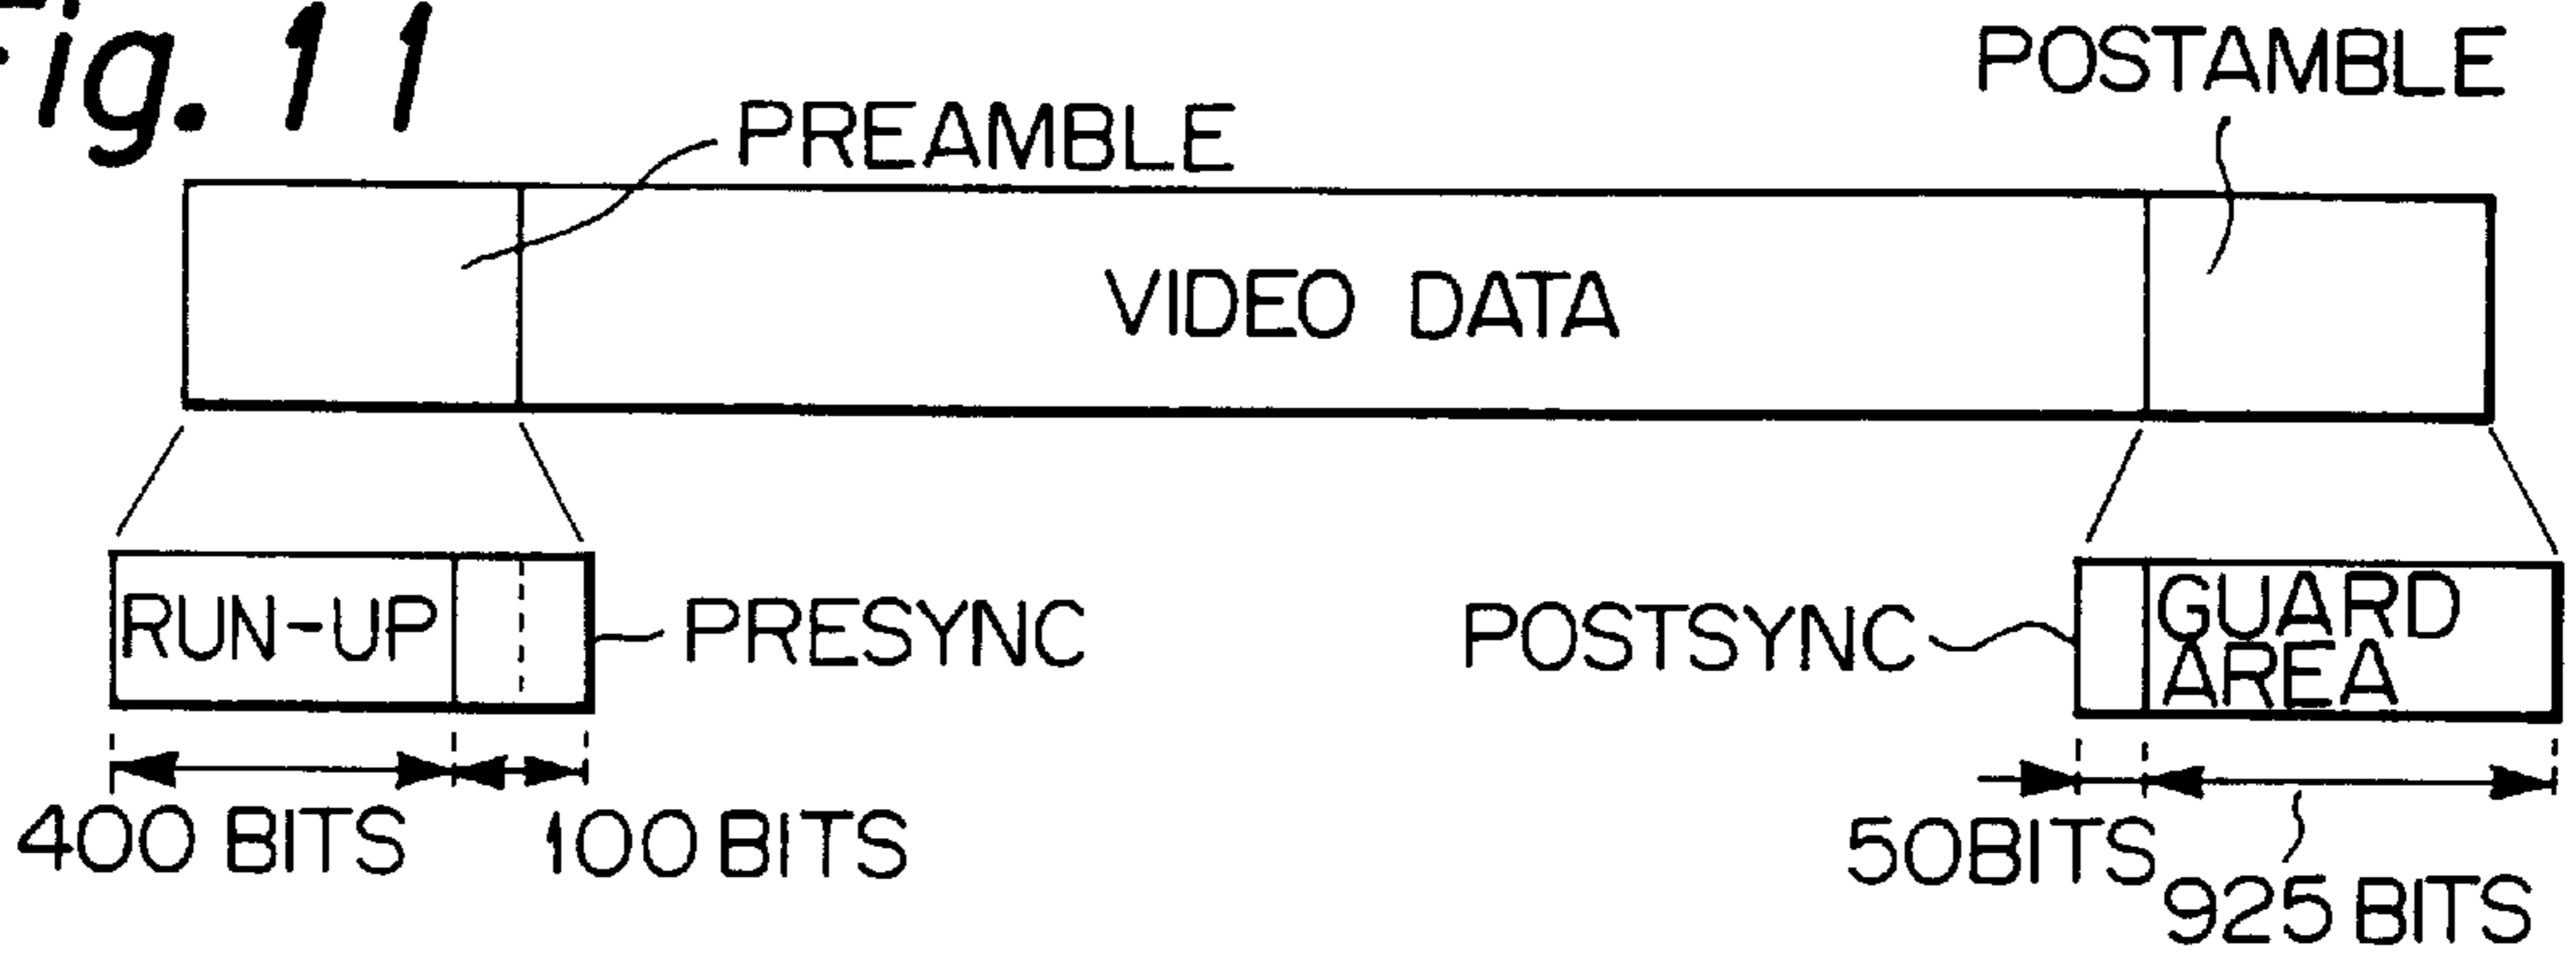 Fig. 11
POSTAMBLE
PREAMBLE
VIDEO DATA
RUN-UP
PRESYNC
POSTSYNC
GUARD
AREA
400 BITS
100 BITS
50BITS
925 BITS